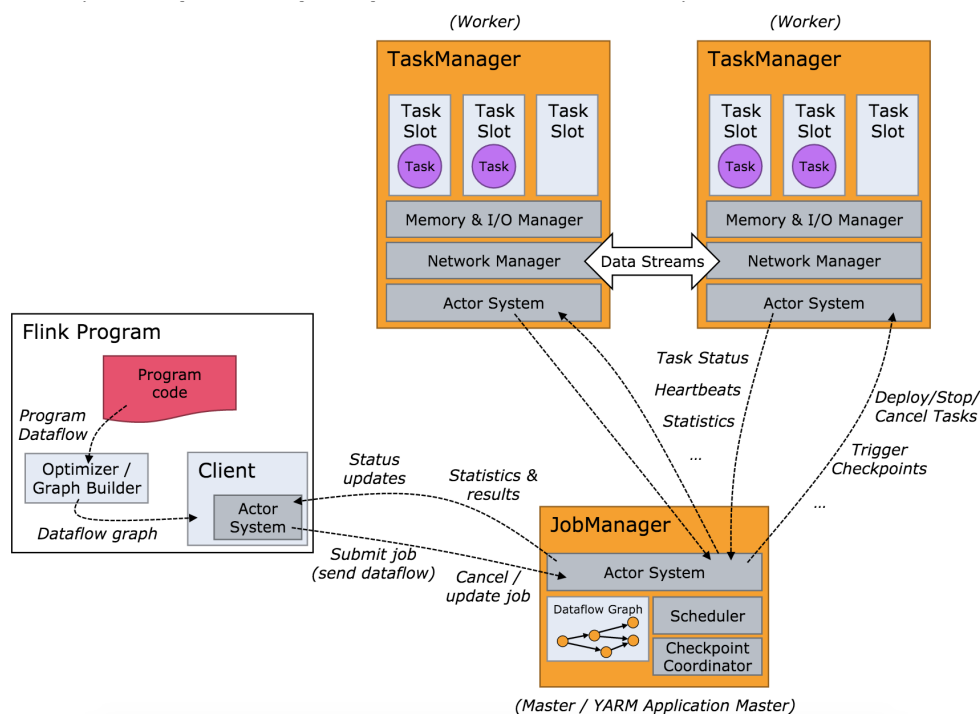 (Worker)
(Worker)
TaskManager
TaskManager
Task
Slot
Task
Task
Slot
Task
Task
Slot
Task
Slot
Task
Task
Slot
Task
Task
Slot
Memory & I/O Manager
Memory & I/O Manager
Network Manager
Data Streams
Network Manager
Actor System
Actor System
Flink Program
Program
code
Program
Dataflow
Optimizer /
Graph Builder
Dataflow graph
Client
Actor
System
Status
updates
Statistics &
results
Submit job
(send dataflow)
Cancel /
update job
Task Status
Heartbeats
Statistics
...
Deploy/Stop/
Cancel Tasks
Trigger
Checkpoints
...
JobManager
Actor System
Dataflow Graph
Scheduler
Checkpoint
Coordinator
(Master / YARM Application Master)